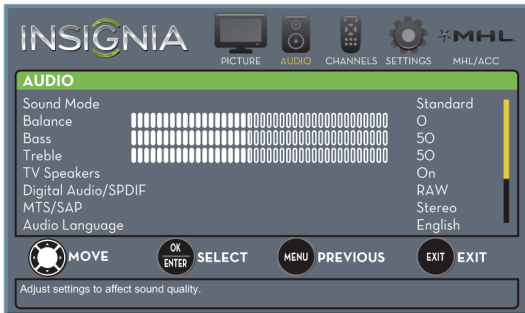 INSIGNIA
MHL
PICTURE AUDIO CHANNELS SETTINGS MHL/ACC
AUDIO
Sound Mode Standard
Balance 0
Bass 50
Treble 50
TV Speakers On
Digital Audio/SPDIF RAW
MTS/SAP Stereo
Audio Language English
MOVE OK ENTER SELECT MENU PREVIOUS EXIT EXIT
Adjust settings to affect sound quality.